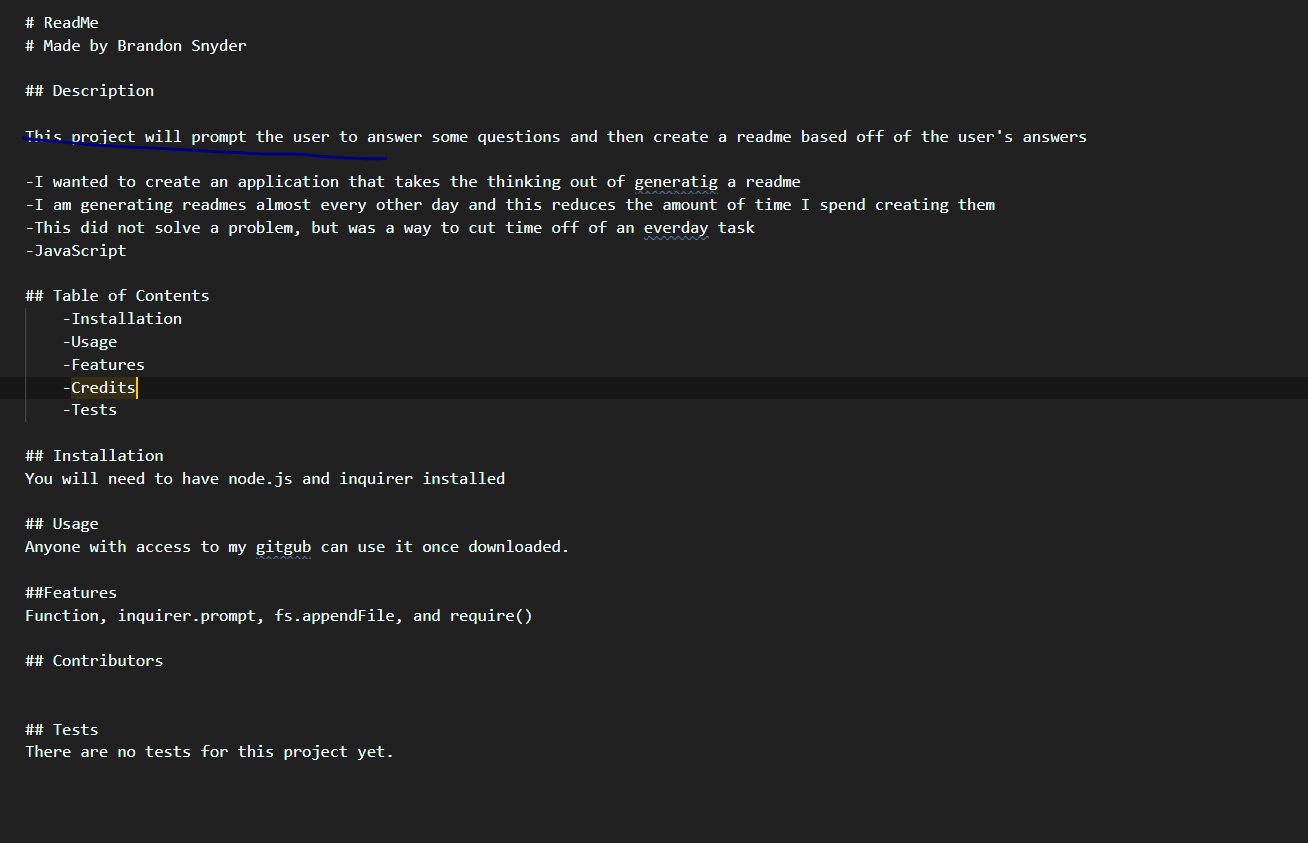 # ReadMe
# Made by Brandon Snyder
## Description
This project will prompt the user to answer some questions and then create a readme based off of the user's answers
-I wanted to create an application that takes the thinking out of generatig a readme
-I am generating readmes almost every other day and this reduces the amount of time I spend creating them
-This did not solve a problem, but was a way to cut time off of an everday task
-JavaScript
## Table of Contents
-Installation
-Usage
-Features
-Credits
-Tests
## Installation
You will need to have node.js and inquirer installed
## Usage
Anyone with access to my gitgub can use it once downloaded.
##Features
Function, inquirer.prompt, fs.appendFile, and require()
## Contributors
## Tests
There are no tests for this project yet.